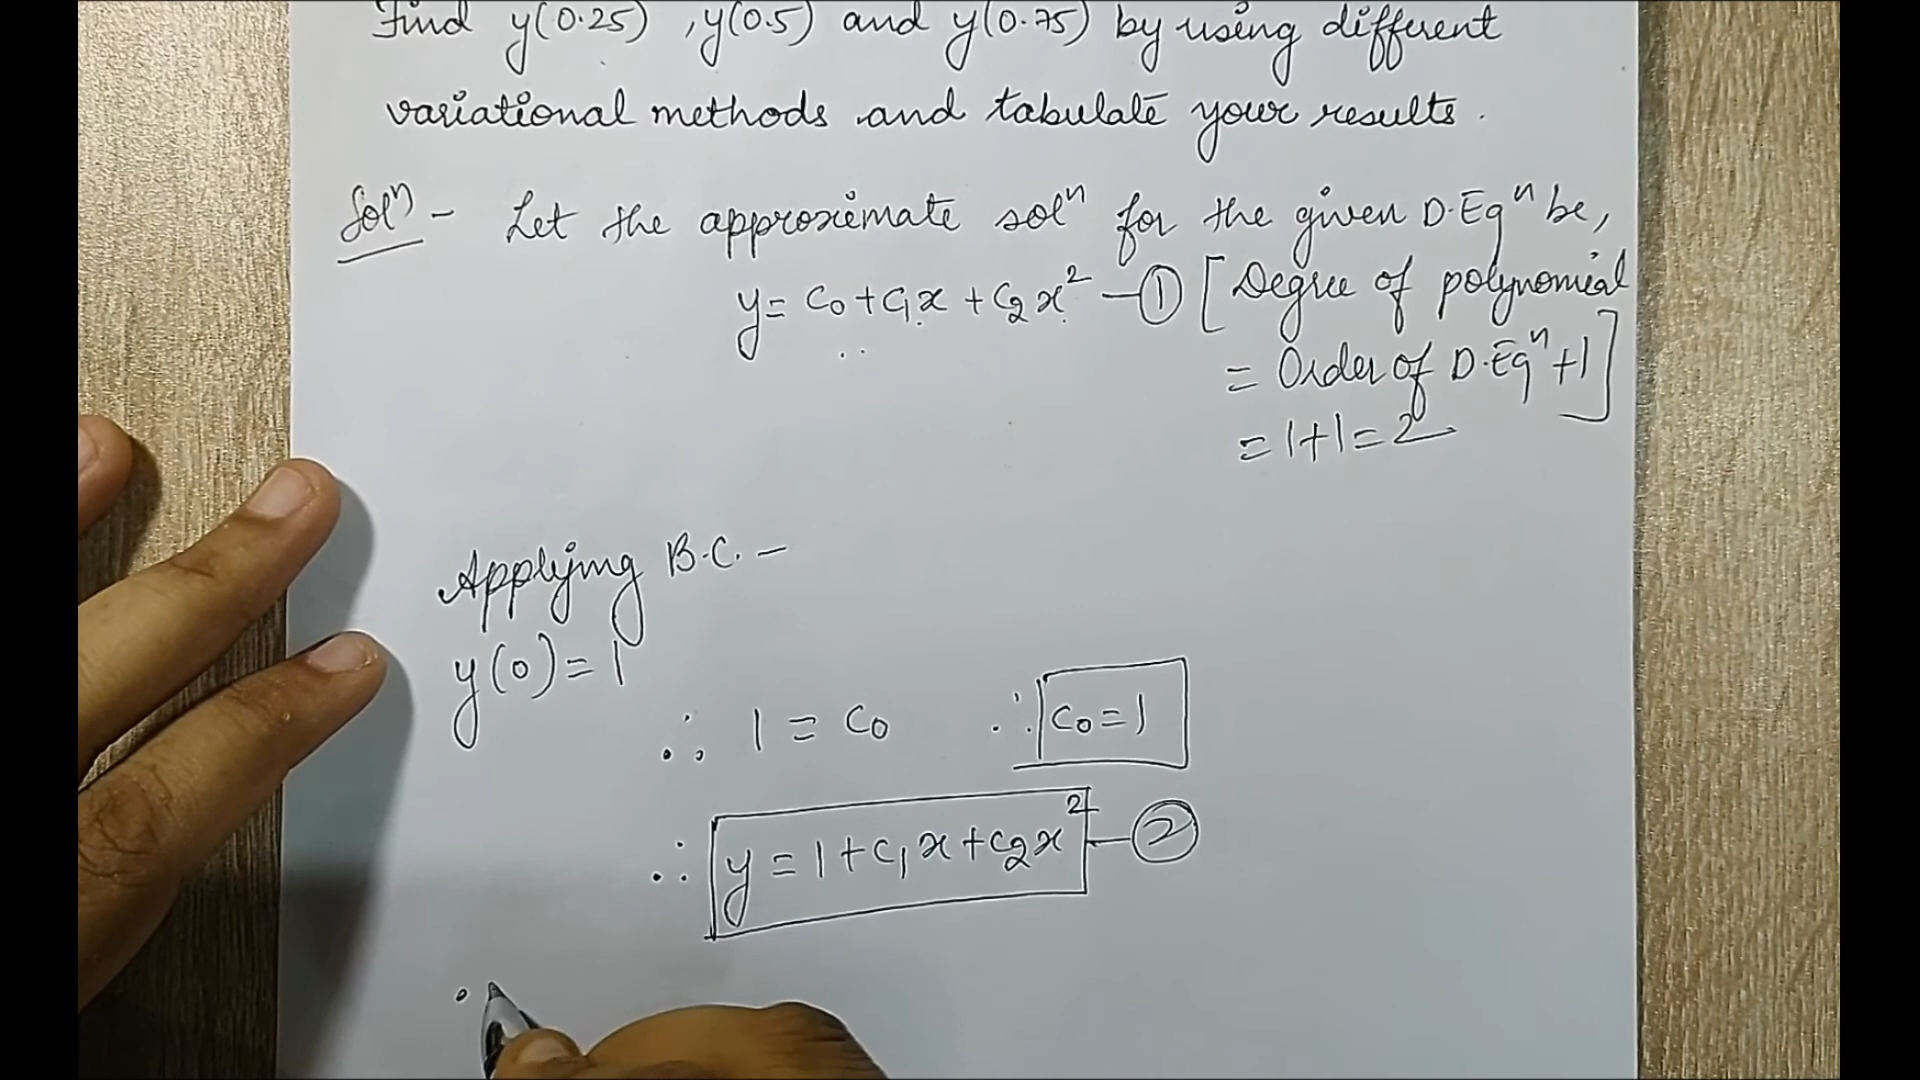 Find y(0.25) , y(0.5) and y(0.75) by using different
variational methods and tabulate your results.
Solⁿ - Let the approximate solⁿ for the given D.Eqⁿ be,
y = c₀ + c₁x + c₂x² — ① [Degree of polynomial
= Order of D.Eqⁿ + 1]
= 1+1 = 2
Applying B.C. –
y(0) = 1
∴ 1 = c₀ ∴ c₀ = 1
∴ y = 1 + c₁x + c₂x² — ②